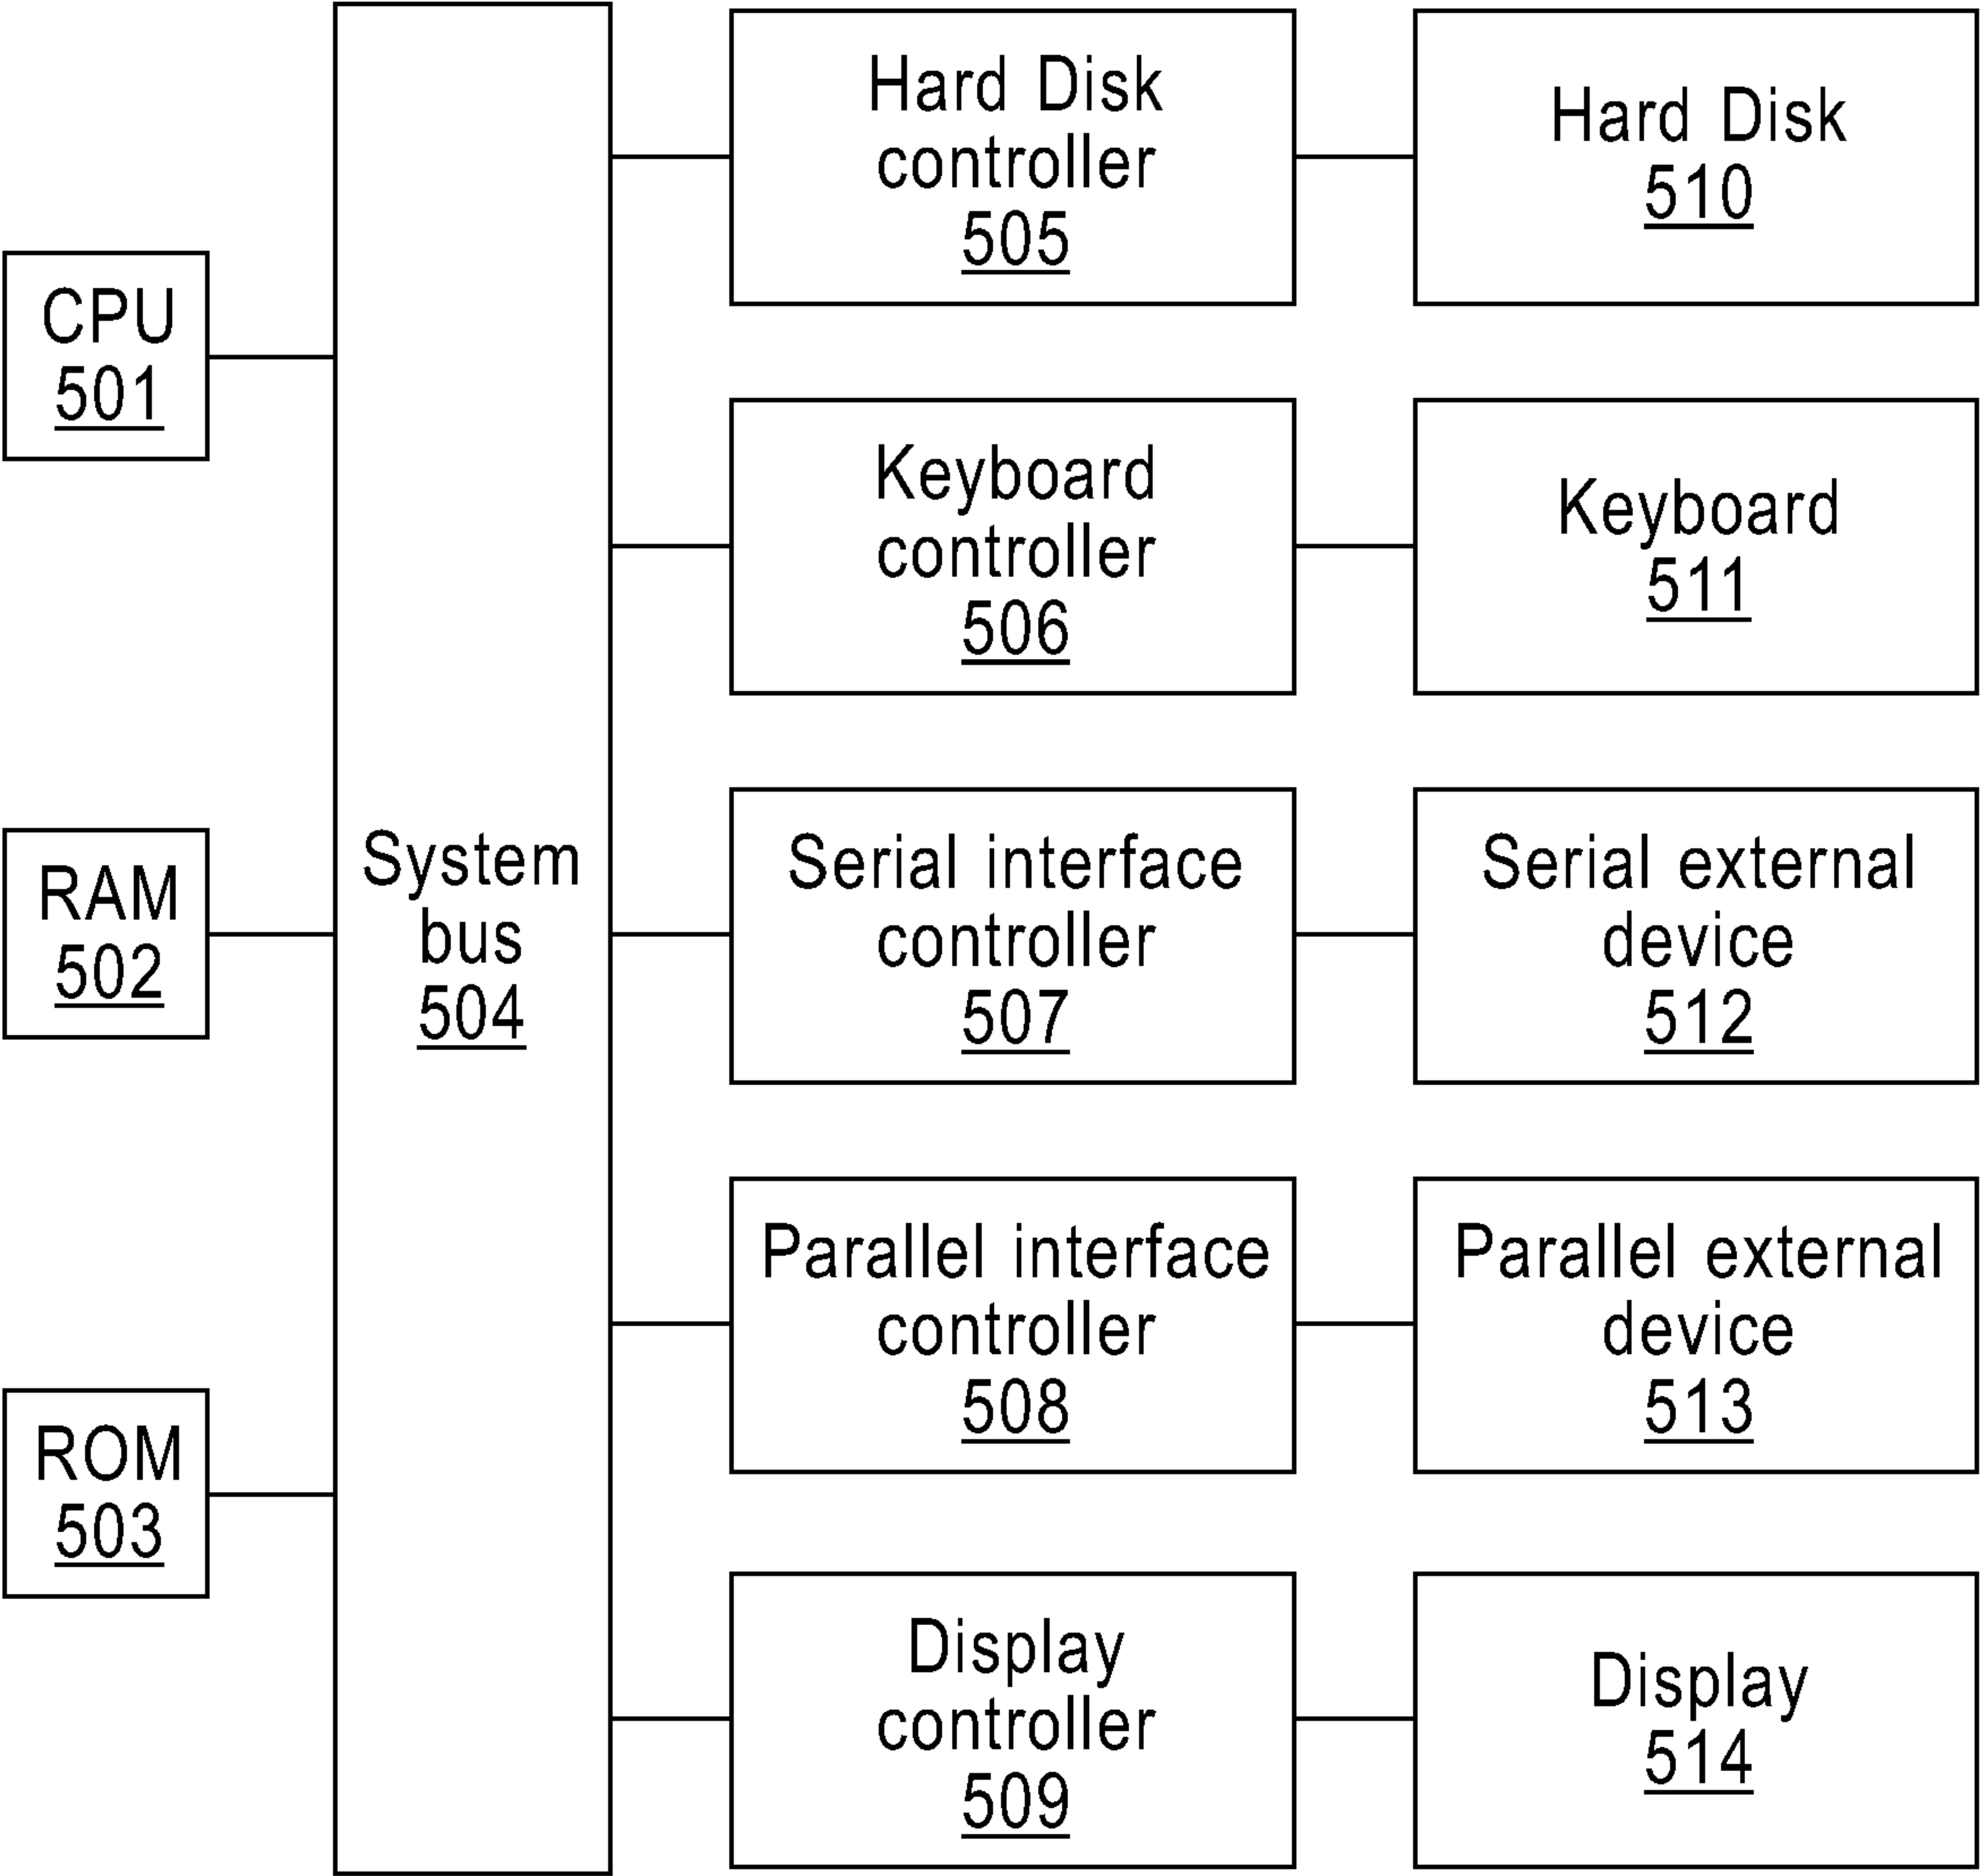 CPU
501
RAM
502
ROM
503
System
bus
504
Hard Disk
controller
505
Hard Disk
510
Keyboard
controller
506
Keyboard
511
Serial interface
controller
507
Serial external
device
512
Parallel interface
controller
508
Parallel external
device
513
Display
controller
509
Display
514